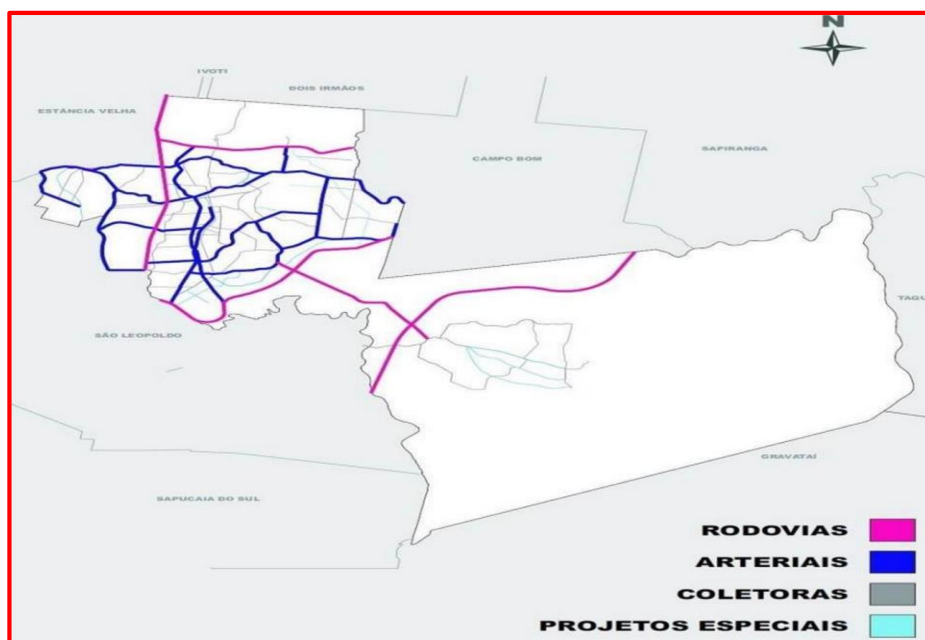 N
IVOTI
DOIS IRMÃOS
ESTÂNCIA VELHA
CAMPO BOM
SAPIRANGA
TAQU
SÃO LEOPOLDO
GRAVATAÍ
SAPUCAIA DO SUL
RODOVIAS
ARTERIAIS
COLETORAS
PROJETOS ESPECIAIS